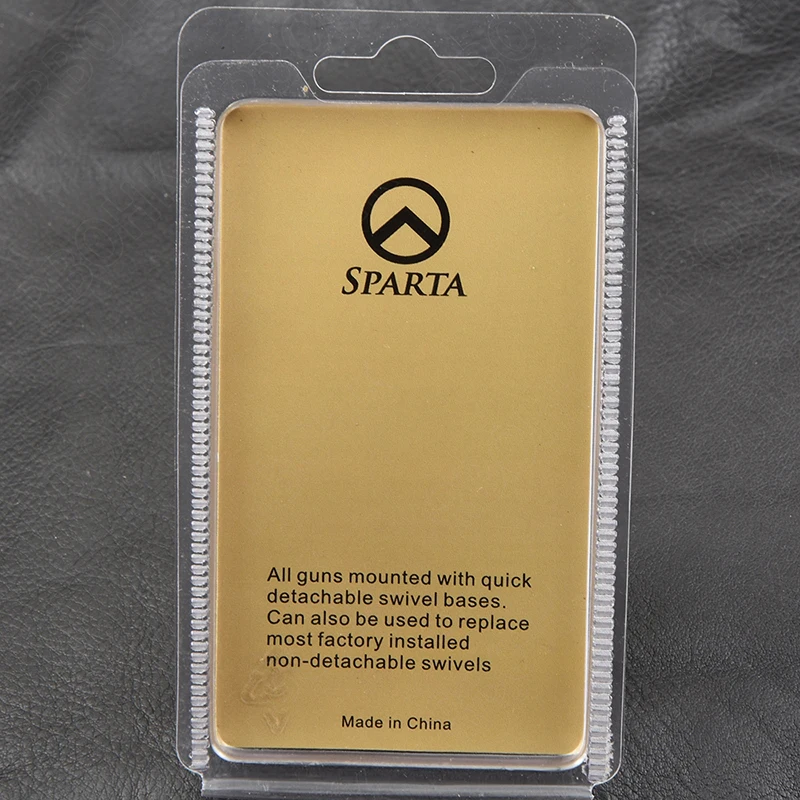 SPARTA
All guns mounted with quick
detachable swivel bases.
Can also be used to replace
most factory installed
non-detachable swivels
Made in China